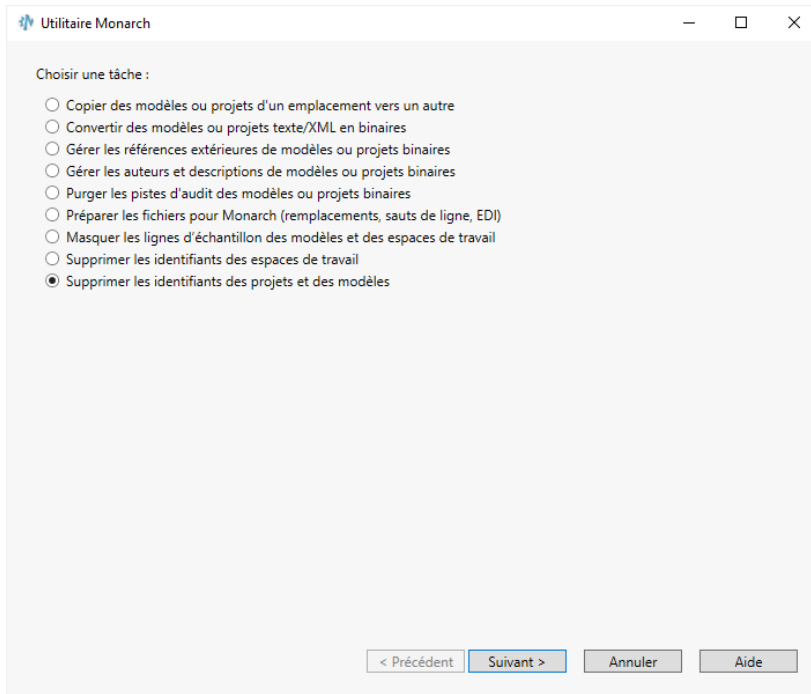 Utilitaire Monarch
Choisir une tâche :
Copier des modèles ou projets d'un emplacement vers un autre
Convertir des modèles ou projets texte/XML en binaires
Gérer les références extérieures de modèles ou projets binaires
Gérer les auteurs et descriptions de modèles ou projets binaires
Purger les pistes d'audit des modèles ou projets binaires
Préparer les fichiers pour Monarch (remplacements, sauts de ligne, EDI)
Masquer les lignes d’échantillon des modèles et des espaces de travail
Supprimer les identifiants des espaces de travail
Supprimer les identifiants des projets et des modèles
< Précédent Suivant > Annuler Aide